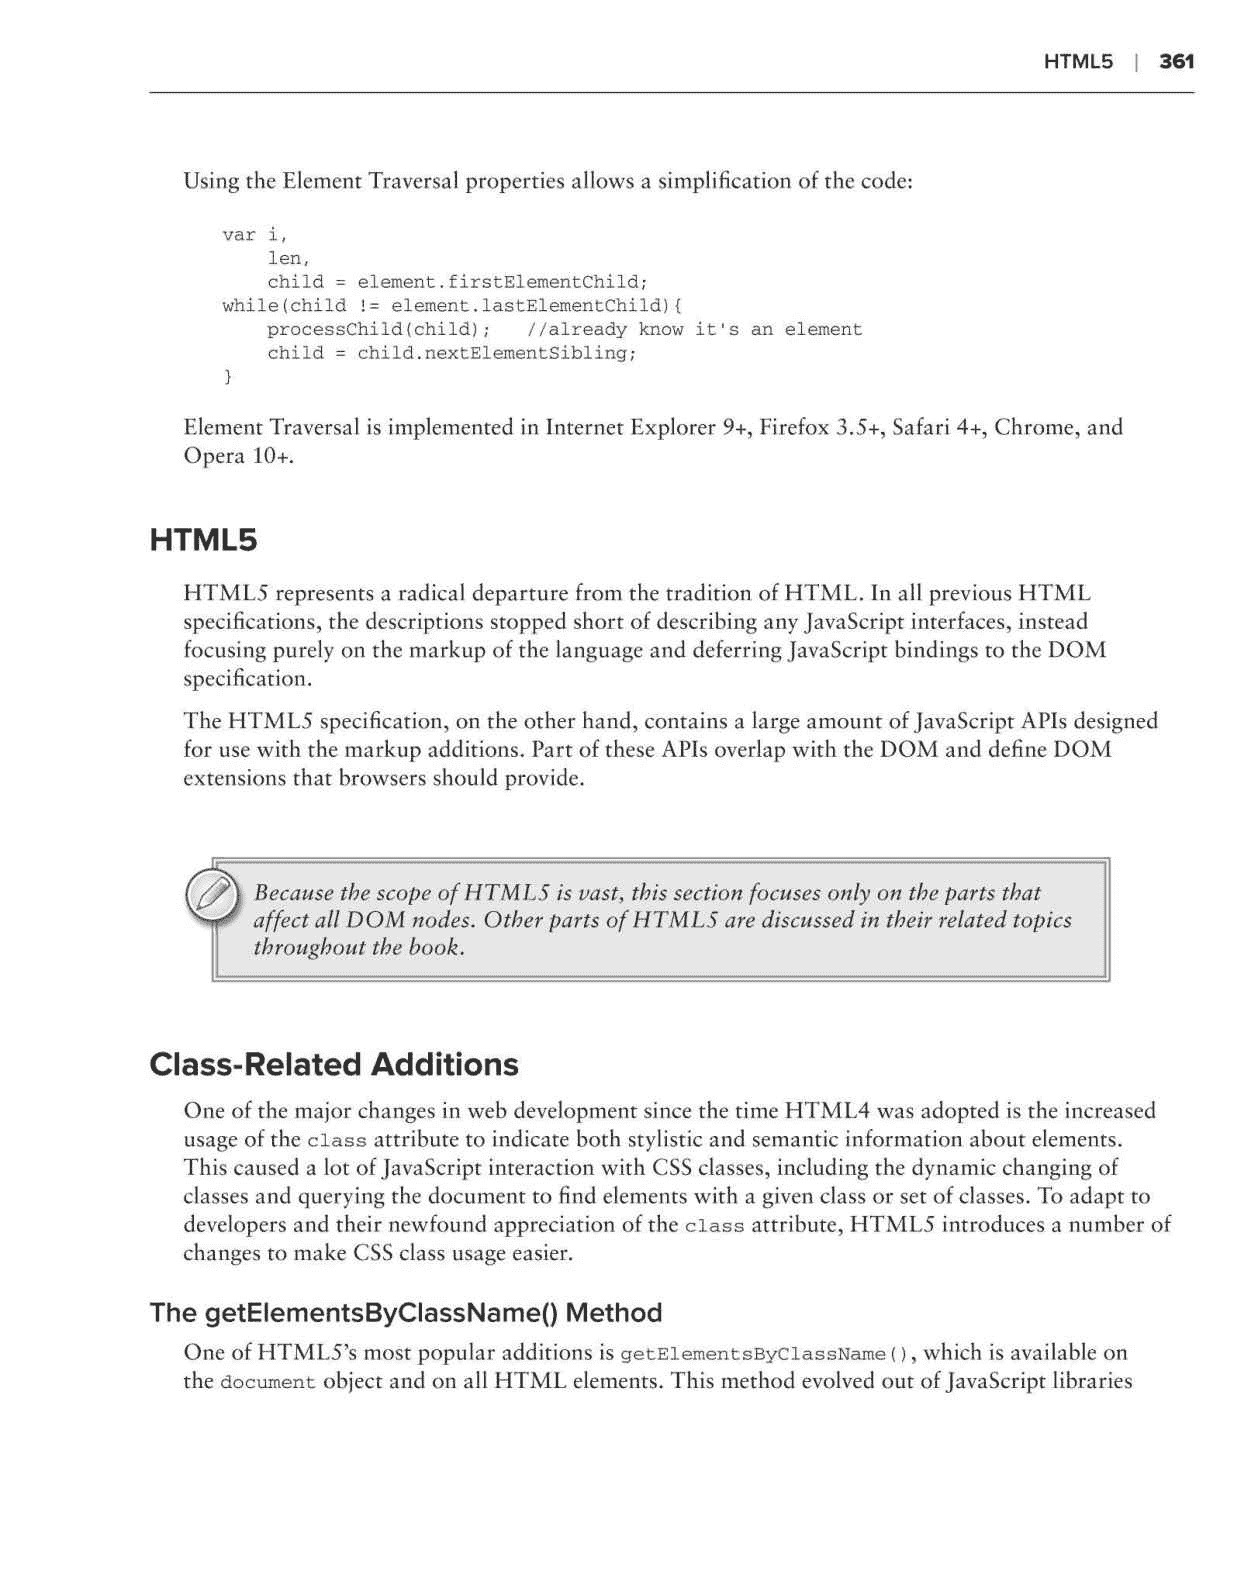 HTML5 | 361
Using the Element Traversal properties allows a simplification of the code:
var i,
    len,
    child = element.firstElementChild;
while(child != element.lastElementChild){
    processChild(child);   //already know it's an element
    child = child.nextElementSibling;
}
Element Traversal is implemented in Internet Explorer 9+, Firefox 3.5+, Safari 4+, Chrome, and
Opera 10+.
HTML5
HTML5 represents a radical departure from the tradition of HTML. In all previous HTML
specifications, the descriptions stopped short of describing any JavaScript interfaces, instead
focusing purely on the markup of the language and deferring JavaScript bindings to the DOM
specification.
The HTML5 specification, on the other hand, contains a large amount of JavaScript APIs designed
for use with the markup additions. Part of these APIs overlap with the DOM and define DOM
extensions that browsers should provide.
Because the scope of HTML5 is vast, this section focuses only on the parts that
affect all DOM nodes. Other parts of HTML5 are discussed in their related topics
throughout the book.
Class-Related Additions
One of the major changes in web development since the time HTML4 was adopted is the increased
usage of the class attribute to indicate both stylistic and semantic information about elements.
This caused a lot of JavaScript interaction with CSS classes, including the dynamic changing of
classes and querying the document to find elements with a given class or set of classes. To adapt to
developers and their newfound appreciation of the class attribute, HTML5 introduces a number of
changes to make CSS class usage easier.
The getElementsByClassName() Method
One of HTML5's most popular additions is getElementsByClassName(), which is available on
the document object and on all HTML elements. This method evolved out of JavaScript libraries